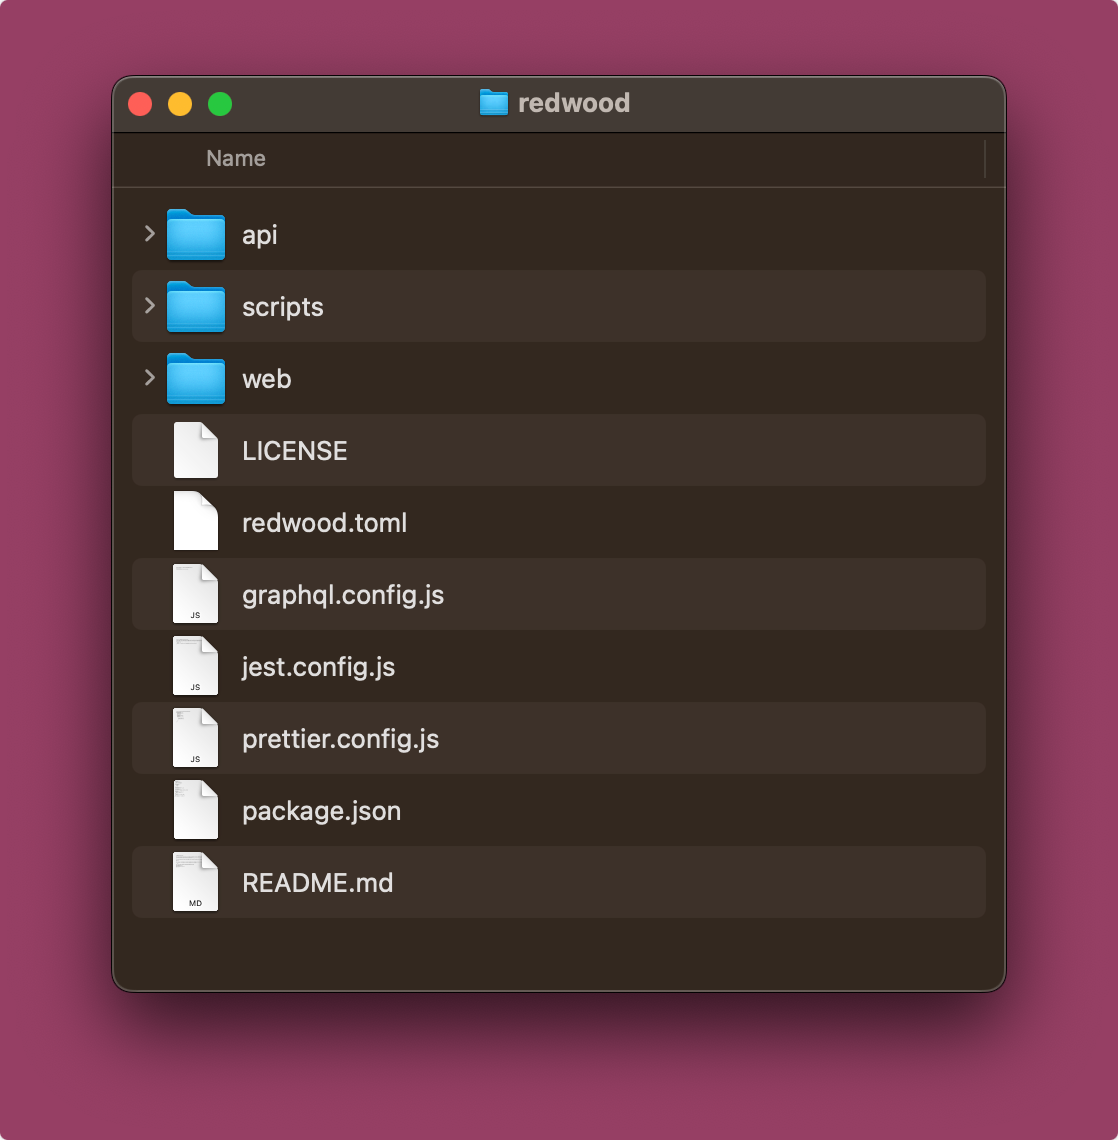 redwood
Name
api
scripts
web
LICENSE
redwood.toml
graphql.config.js
JS
jest.config.js
JS
prettier.config.js
JS
package.json
README.md
MD